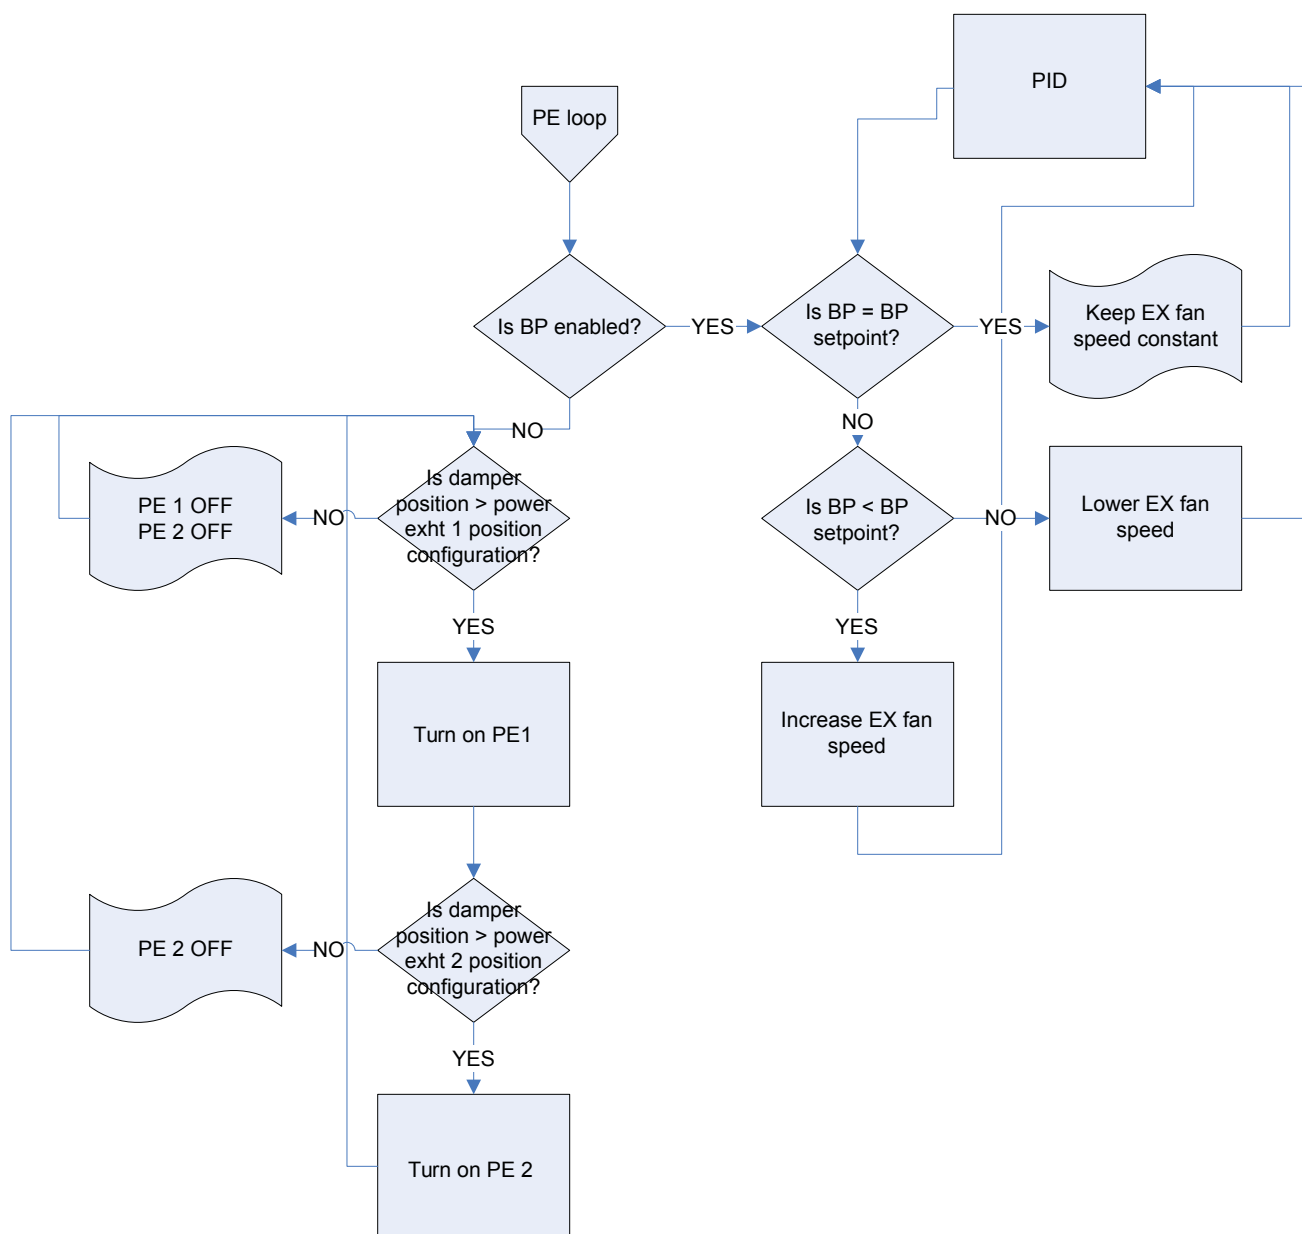 PID
PE loop
Is BP enabled?
YES
Is BP = BP
setpoint?
YES
Keep EX fan
speed constant
NO
NO
Is damper
position > power
exht 1 position
configuration?
NO
PE 1 OFF
PE 2 OFF
Is BP < BP
setpoint?
NO
Lower EX fan
speed
YES
YES
Turn on PE1
Increase EX fan
speed
Is damper
position > power
exht 2 position
configuration?
NO
PE 2 OFF
YES
Turn on PE 2